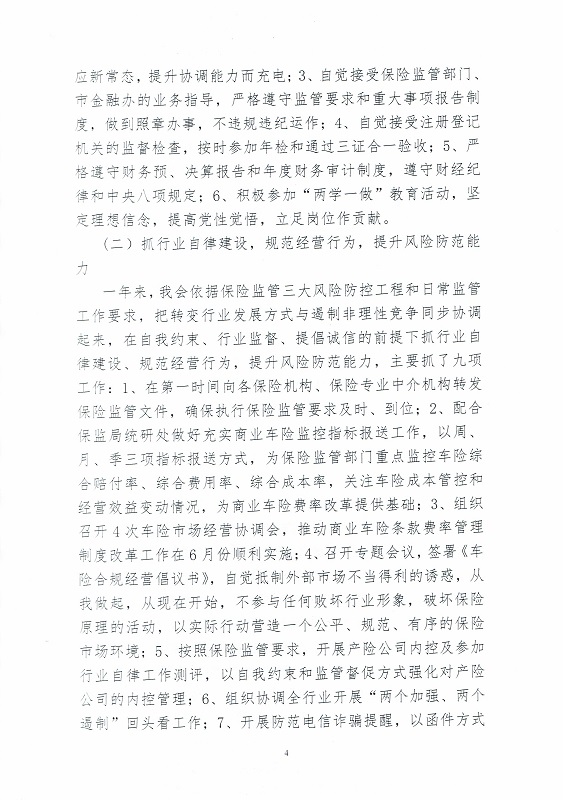 应新常态，提升协调能力而充电；3、自觉接受保险监管部门、
市金融办的业务指导，严格遵守监管要求和重大事项报告制
度，做到照章办事，不违规违纪运作；4、自觉接受注册登记
机关的监督检查，按时参加年检和通过三证合一验收；5、严
格遵守财务预、决算报告和年度财务审计制度，遵守财经纪
律和中央八项规定；6、积极参加“两学一做”教育活动，坚
定理想信念，提高党性觉悟，立足岗位作贡献。
（二）抓行业自律建设，规范经营行为，提升风险防范能
力
一年来，我会依据保险监管三大风险防控工程和日常监管
工作要求，把转变行业发展方式与遏制非理性竞争同步协调
起来，在自我约束、行业监督、提倡诚信的前提下抓行业自
律建设、规范经营行为，提升风险防范能力，主要抓了九项
工作：1、在第一时间向各保险机构、保险专业中介机构转发
保险监管文件，确保执行保险监管要求及时、到位；2、配合
保监局统研处做好充实商业车险监控指标报送工作，以周、
月、季三项指标报送方式，为保险监管部门重点监控车险综
合赔付率、综合费用率、综合成本率，关注车险成本管控和
经营效益变动情况，为商业车险费率改革提供基础；3、组织
召开4次车险市场经营协调会，推动商业车险条款费率管理
制度改革工作在6月份顺利实施；4、召开专题会议，签署《车
险合规经营倡议书》，自觉抵制外部市场不当得利的诱惑，从
我做起，从现在开始，不参与任何败坏行业形象，破坏保险
原理的活动，以实际行动营造一个公平、规范、有序的保险
市场环境；5、按照保险监管要求，开展产险公司内控及参加
行业自律工作测评，以自我约束和监管督促方式强化对产险
公司的内控管理；6、组织协调全行业开展“两个加强、两个
遏制”回头看工作；7、开展防范电信诈骗提醒，以函件方式
4